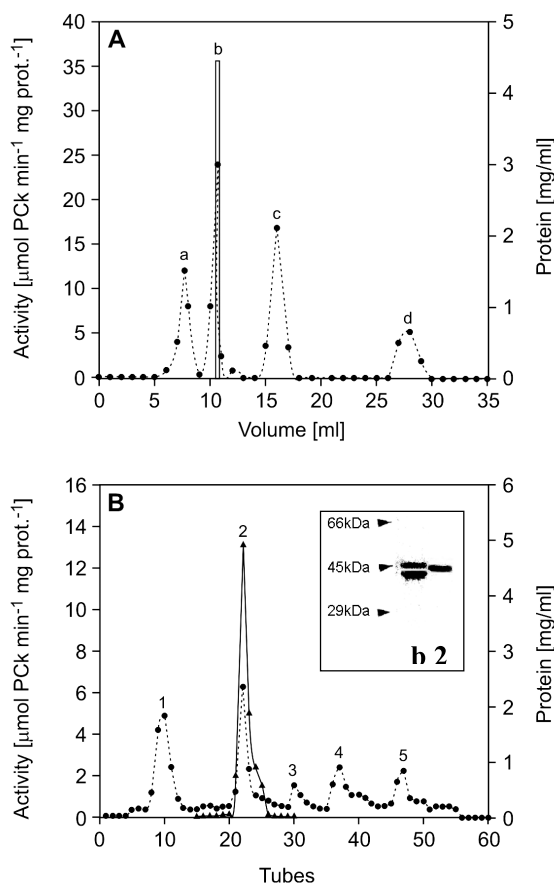 A
Activity [μmol PCk min⁻¹ mg prot.⁻¹]
40
35
30
25
20
15
10
5
0
a
b
c
d
5
4
3
2
1
0
Protein [mg/ml]
0 5 10 15 20 25 30 35
Volume [ml]
B
Activity [μmol PCk min⁻¹ mg prot.⁻¹]
16
14
12
10
8
6
4
2
0
1
2
3
4
5
66kDa
45kDa
29kDa
b 2
6
5
4
3
2
1
0
Protein [mg/ml]
0 10 20 30 40 50 60
Tubes